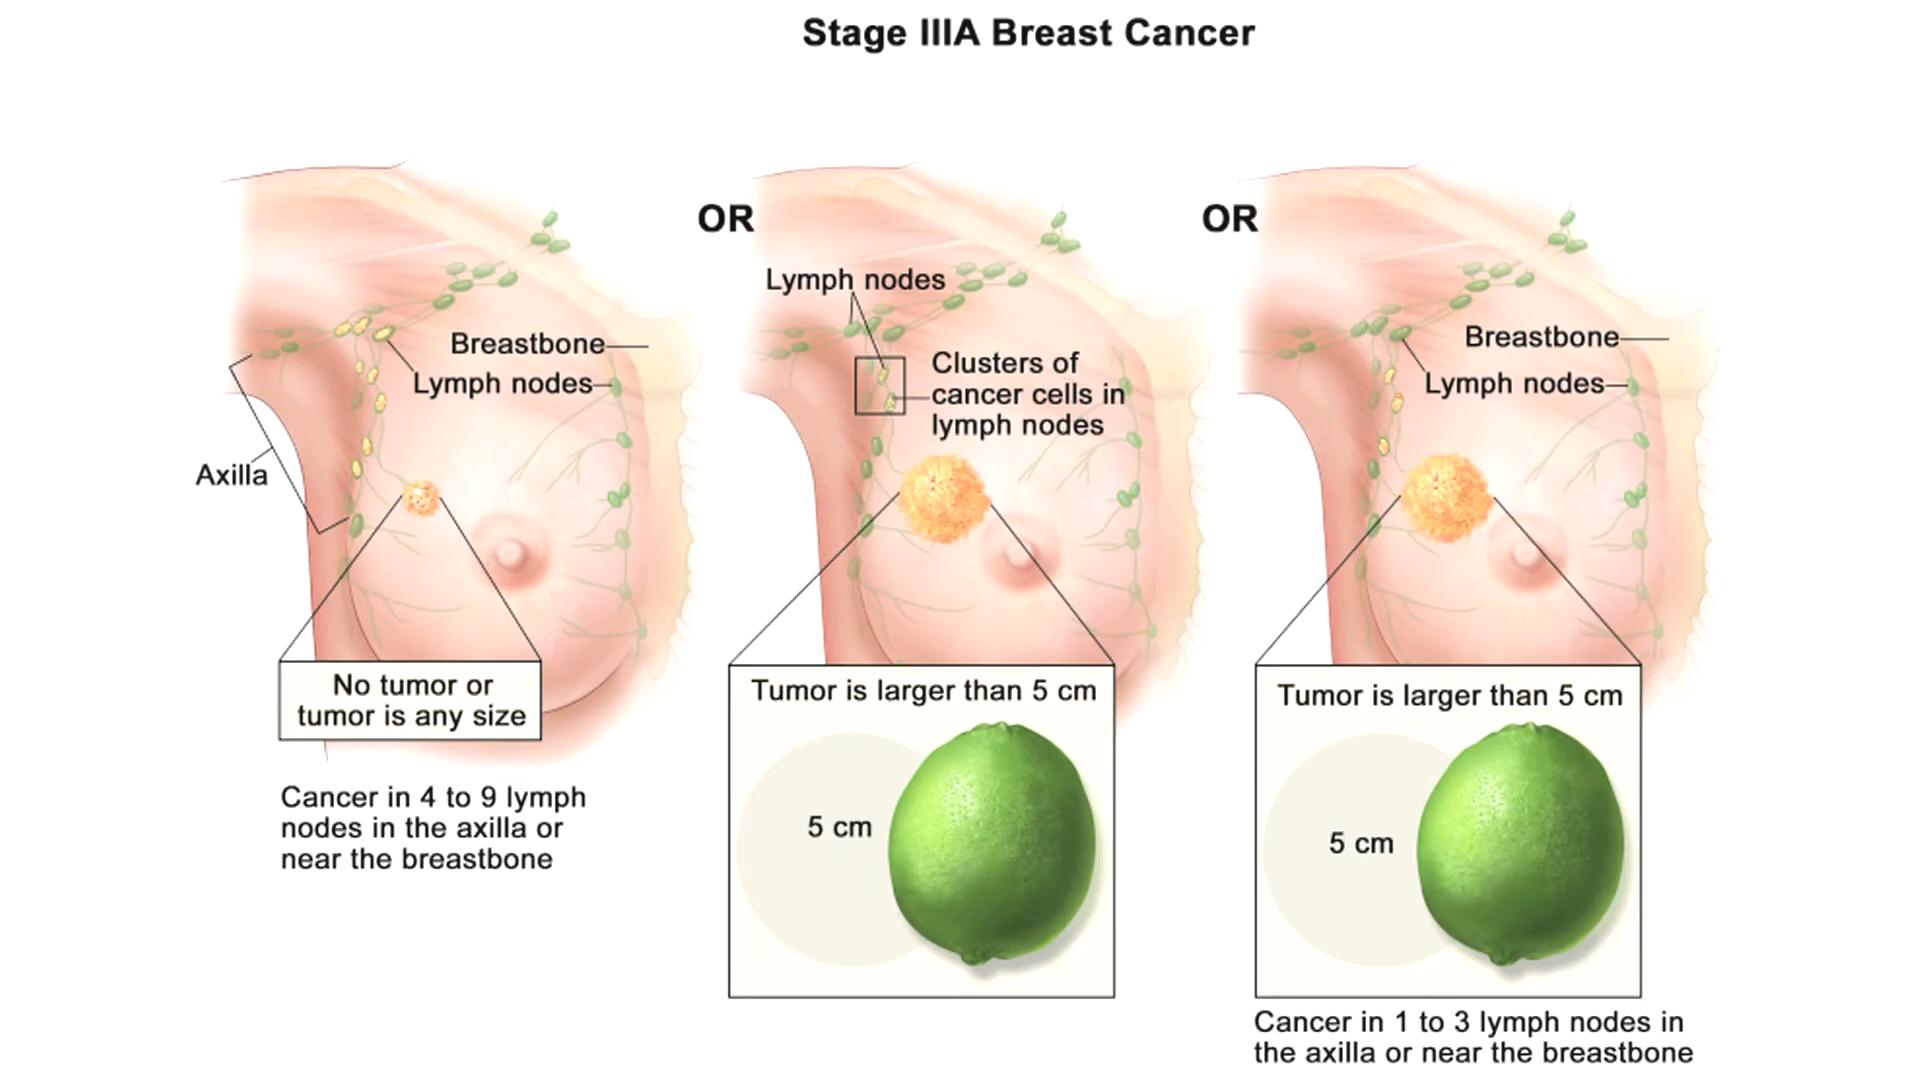 Stage IIIA Breast Cancer
Breastbone
Lymph nodes
Axilla
No tumor or
tumor is any size
Cancer in 4 to 9 lymph
nodes in the axilla or
near the breastbone
OR
Lymph nodes
Clusters of
cancer cells in
lymph nodes
Tumor is larger than 5 cm
5 cm
OR
Breastbone
Lymph nodes
Tumor is larger than 5 cm
5 cm
Cancer in 1 to 3 lymph nodes in
the axilla or near the breastbone